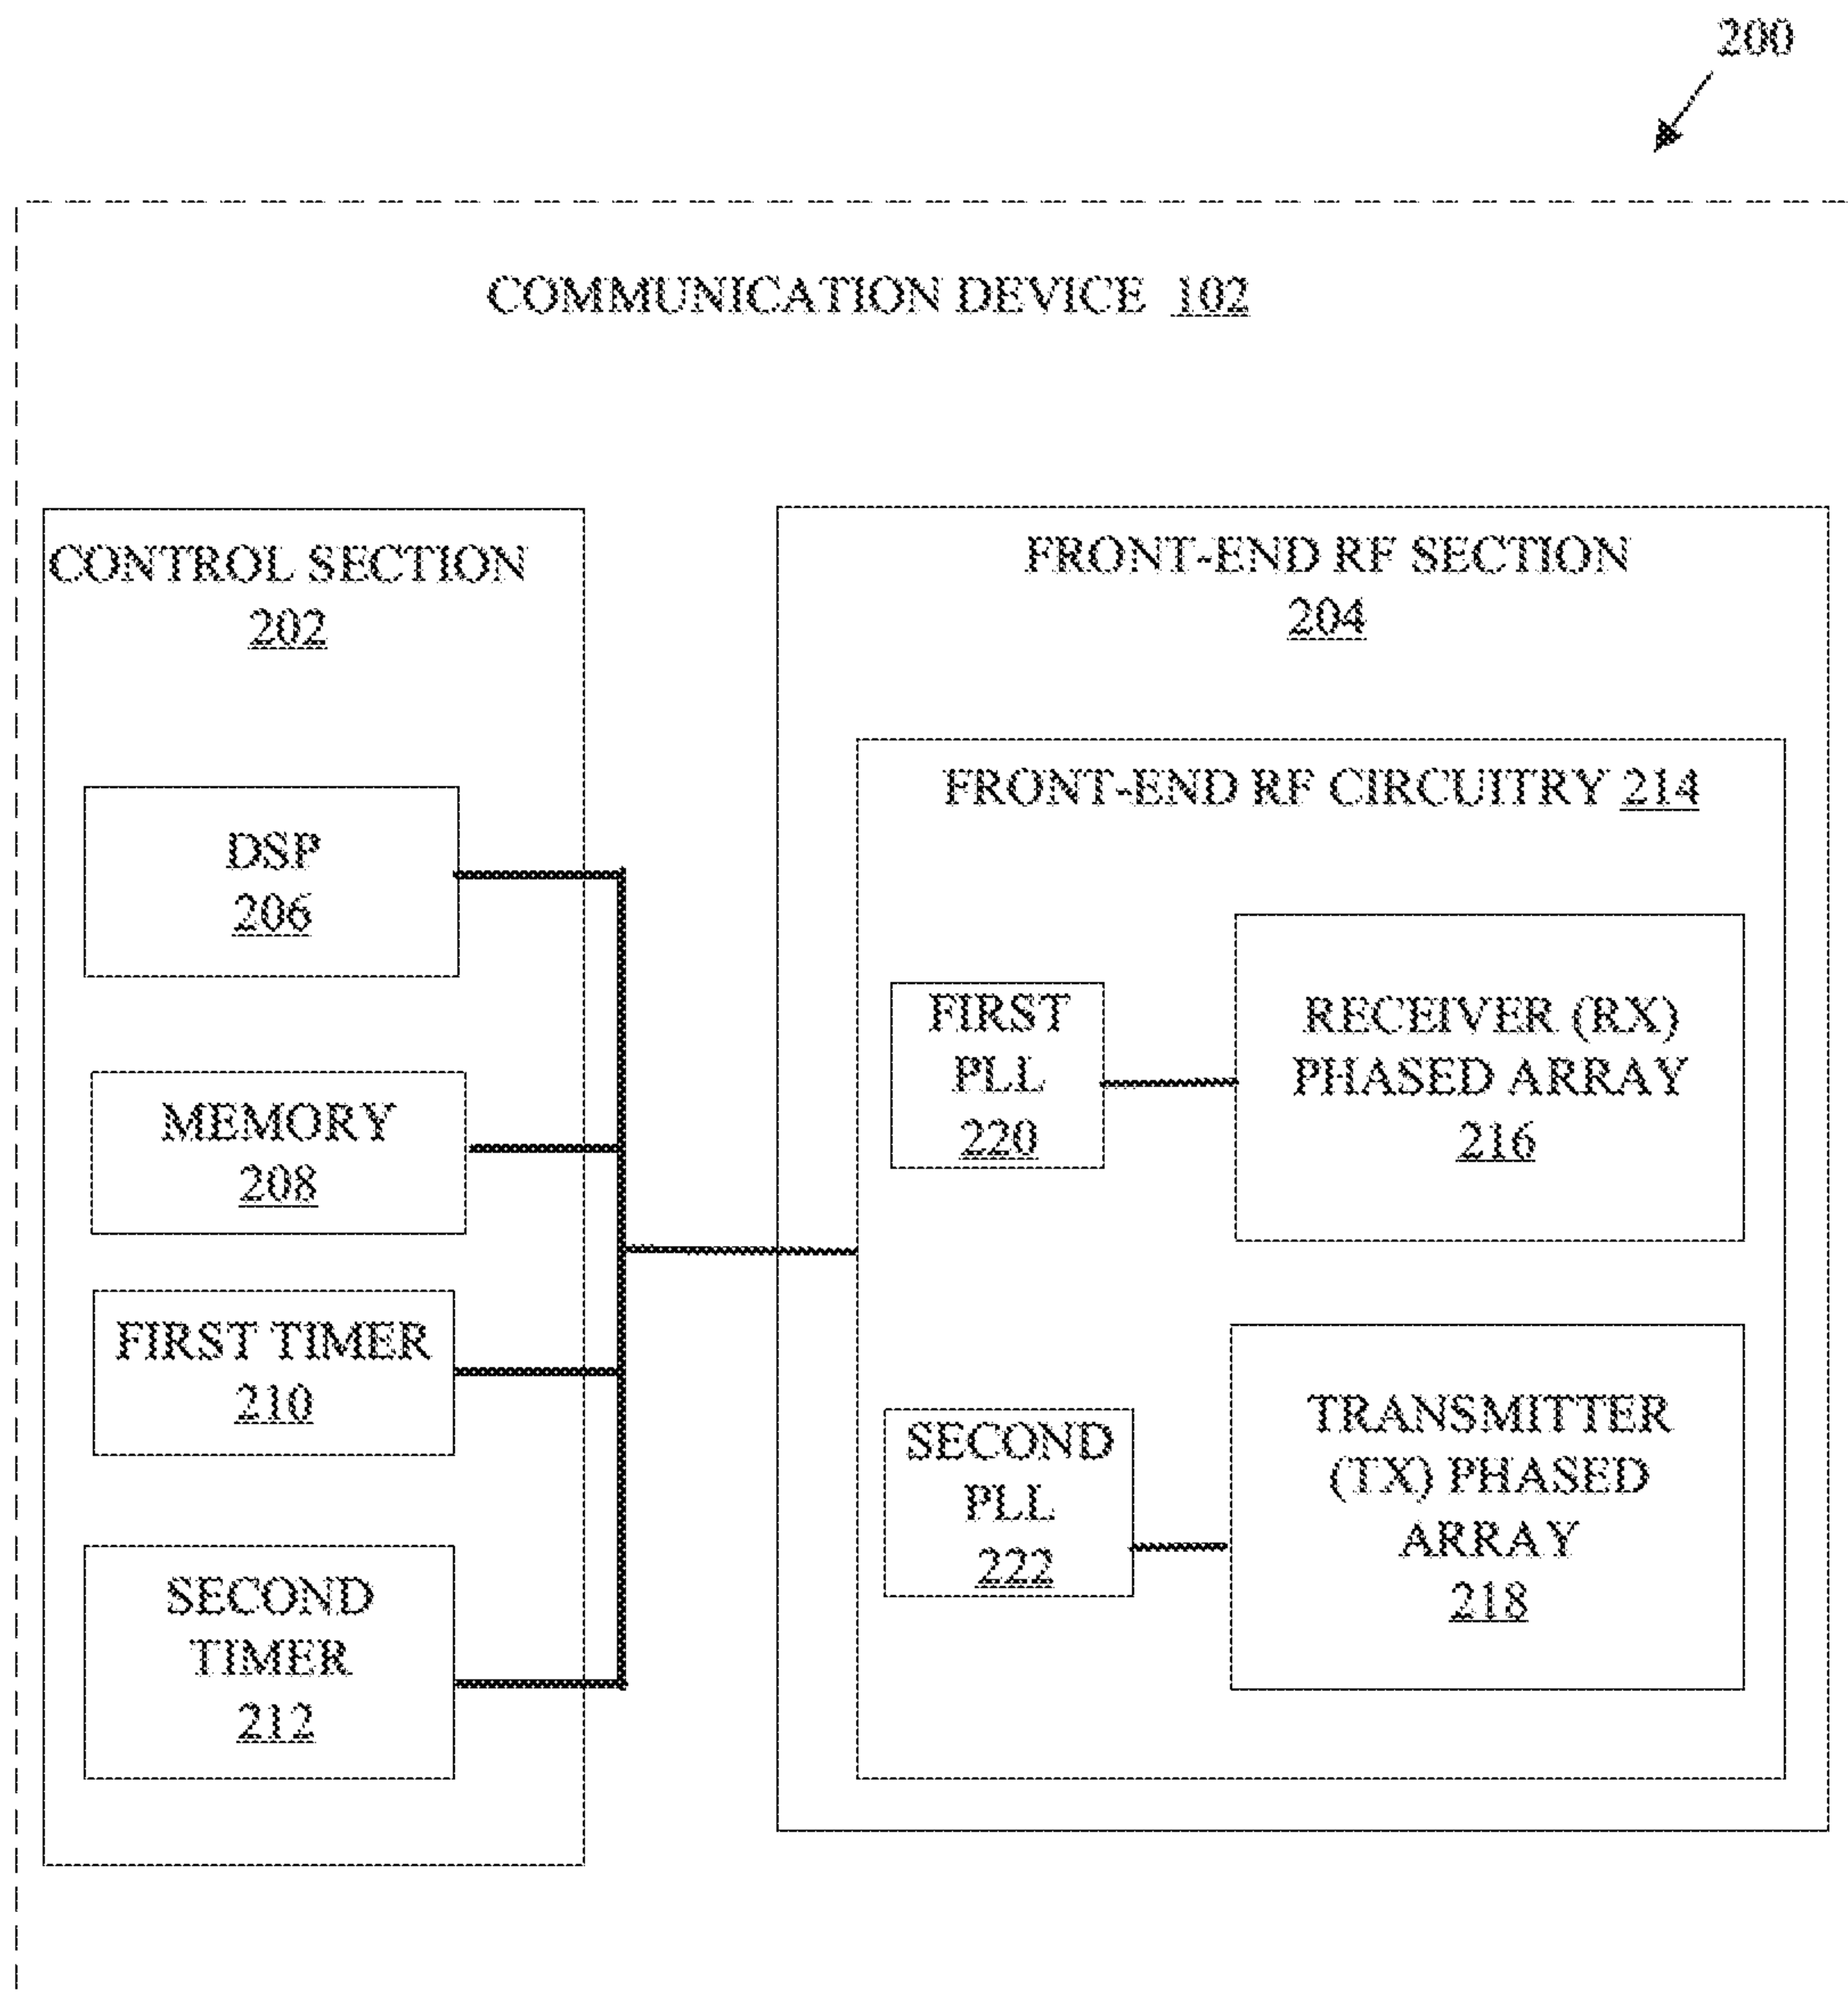 200
COMMUNICATION DEVICE 102
CONTROL SECTION
202
DSP
206
MEMORY
208
FIRST TIMER
210
SECOND
TIMER
212
FRONT-END RF SECTION
204
FRONT-END RF CIRCUITRY 214
FIRST
PLL
220
RECEIVER (RX)
PHASED ARRAY
216
SECOND
PLL
222
TRANSMITTER
(TX) PHASED
ARRAY
218